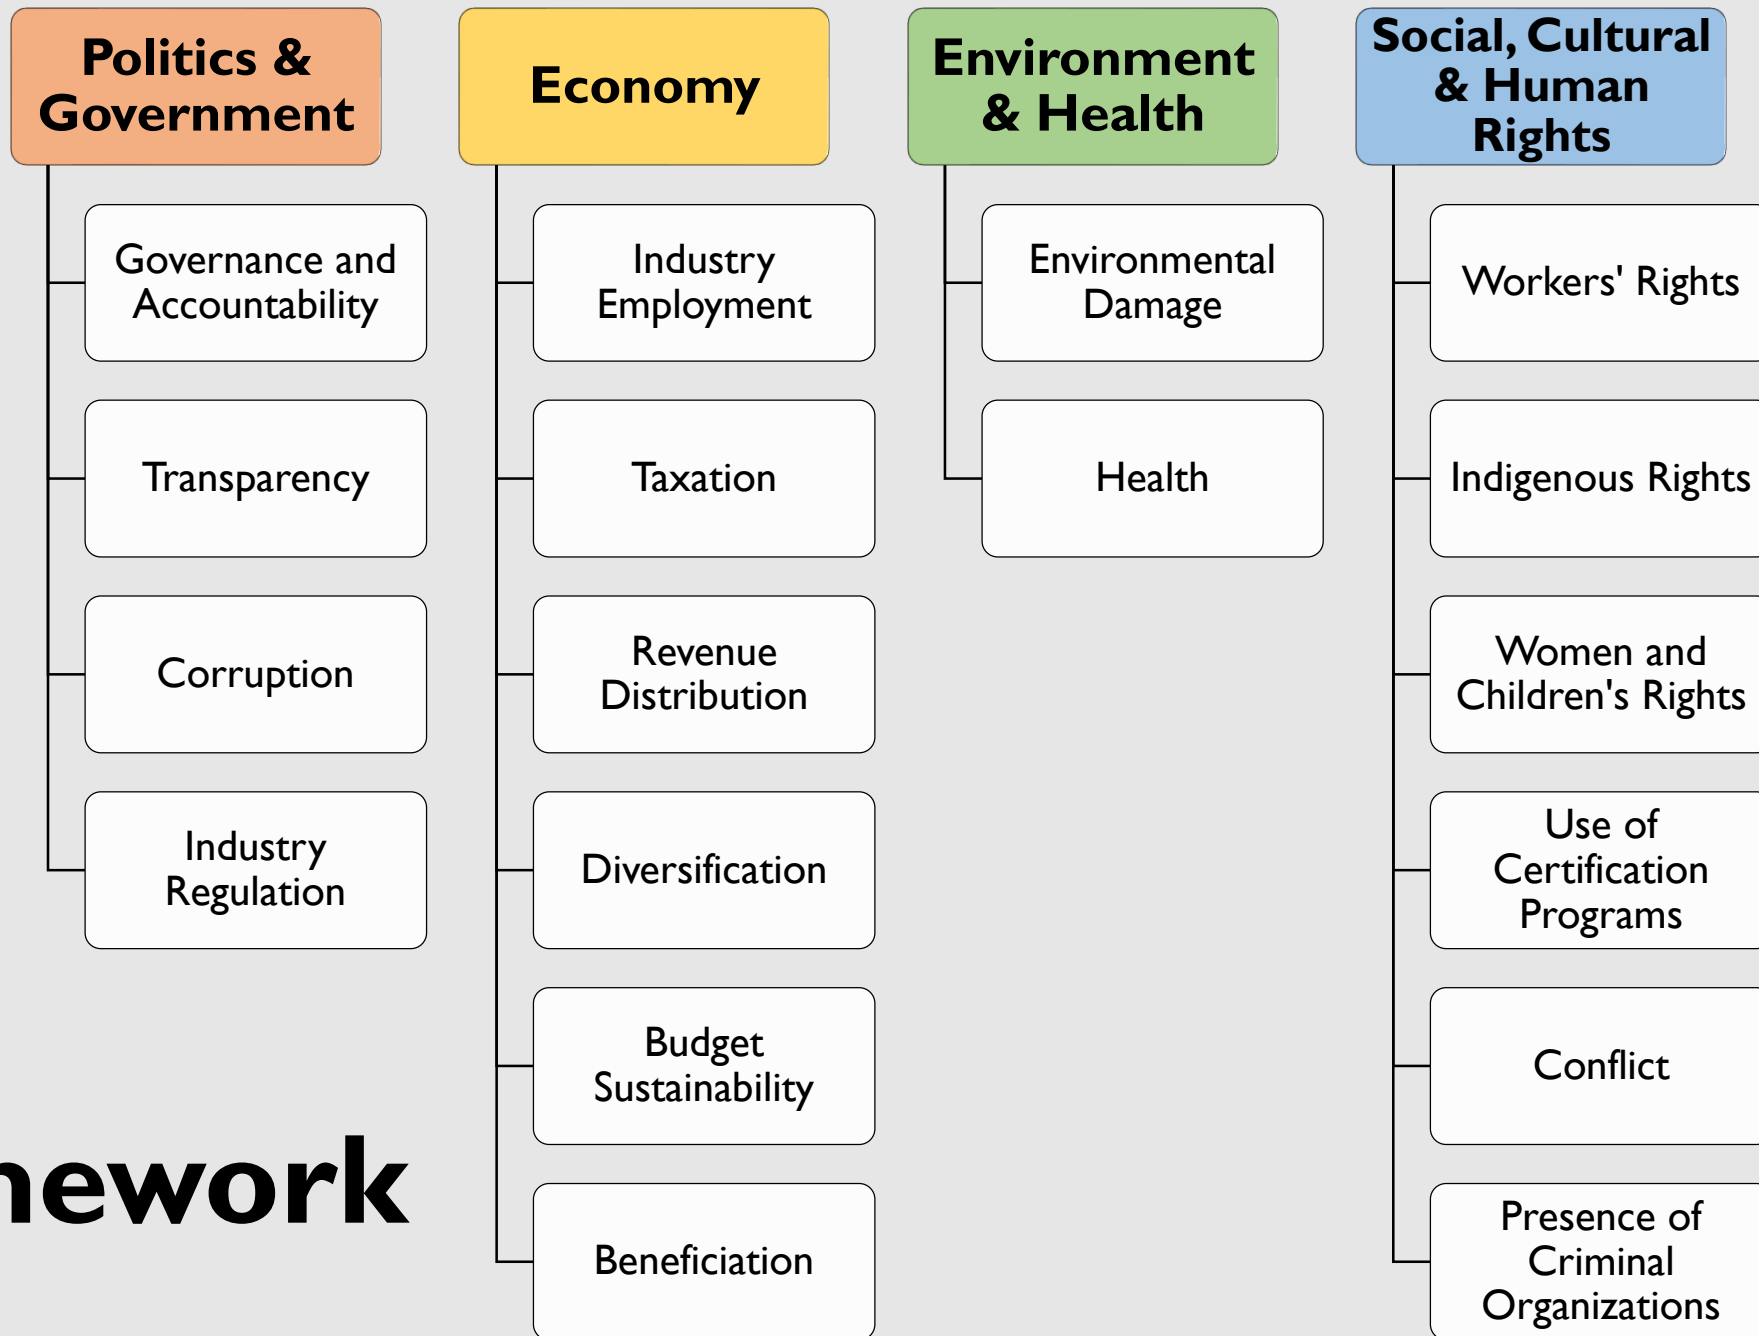 Politics &
Government
Governance and
Accountability
Transparency
Corruption
Industry
Regulation
Economy
Industry
Employment
Taxation
Revenue
Distribution
Diversification
Budget
Sustainability
Beneficiation
Environment
& Health
Environmental
Damage
Health
Social, Cultural
& Human
Rights
Workers' Rights
Indigenous Rights
Women and
Children's Rights
Use of
Certification
Programs
Conflict
Presence of
Criminal
Organizations